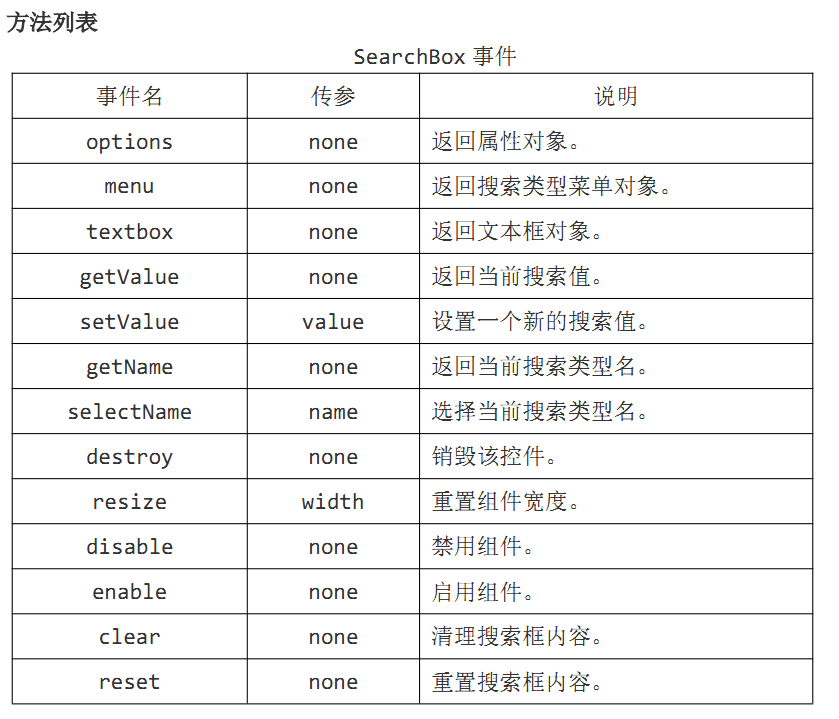 方法列表
SearchBox 事件
事件名 传参 说明
options none 返回属性对象。
menu none 返回搜索类型菜单对象。
textbox none 返回文本框对象。
getValue none 返回当前搜索值。
setValue value 设置一个新的搜索值。
getName none 返回当前搜索类型名。
selectName name 选择当前搜索类型名。
destroy none 销毁该控件。
resize width 重置组件宽度。
disable none 禁用组件。
enable none 启用组件。
clear none 清理搜索框内容。
reset none 重置搜索框内容。